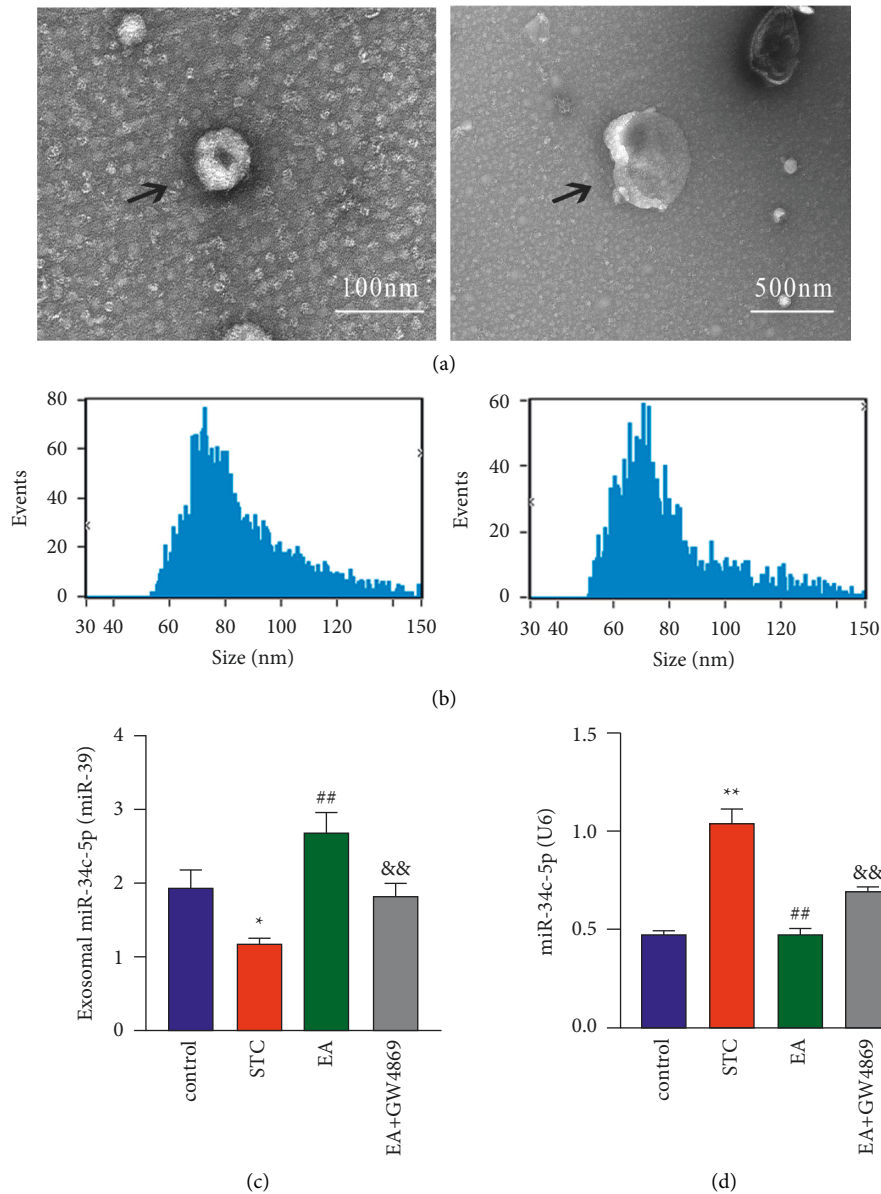 100nm
500nm
(a)
80
60
40
20
0
Events
30 40 60 80 100 120 150
Size (nm)
60
40
20
0
Events
30 40 60 80 100 120 150
Size (nm)
(b)
4
3
2
1
0
Exosomal miR-34c-5p (miR-39)
*
##
&&
control
STC
EA
EA+GW4869
(c)
1.5
1.0
0.5
0.0
miR-34c-5p (U6)
**
##
&&
control
STC
EA
EA+GW4869
(d)